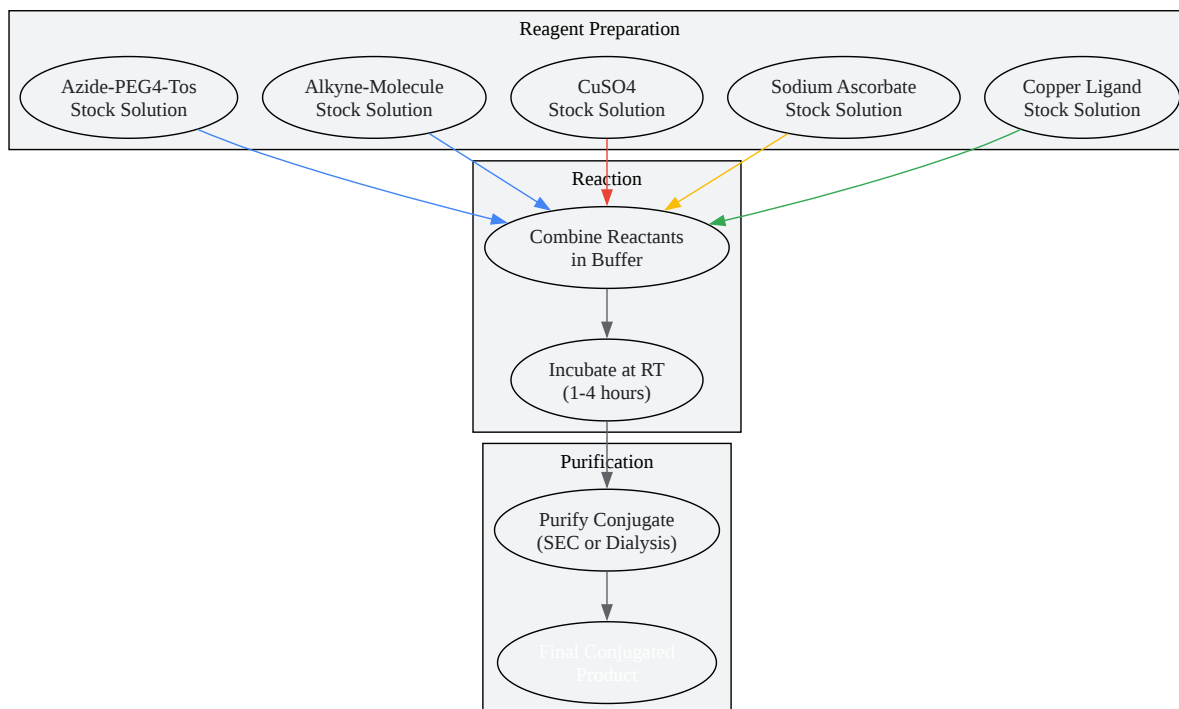 Reagent Preparation
Azide-PEG4-Tos
Stock Solution
Alkyne-Molecule
Stock Solution
CuSO4
Stock Solution
Sodium Ascorbate
Stock Solution
Copper Ligand
Stock Solution
Reaction
Combine Reactants
in Buffer
Incubate at RT
(1-4 hours)
Purification
Purify Conjugate
(SEC or Dialysis)
Final Conjugated
Product